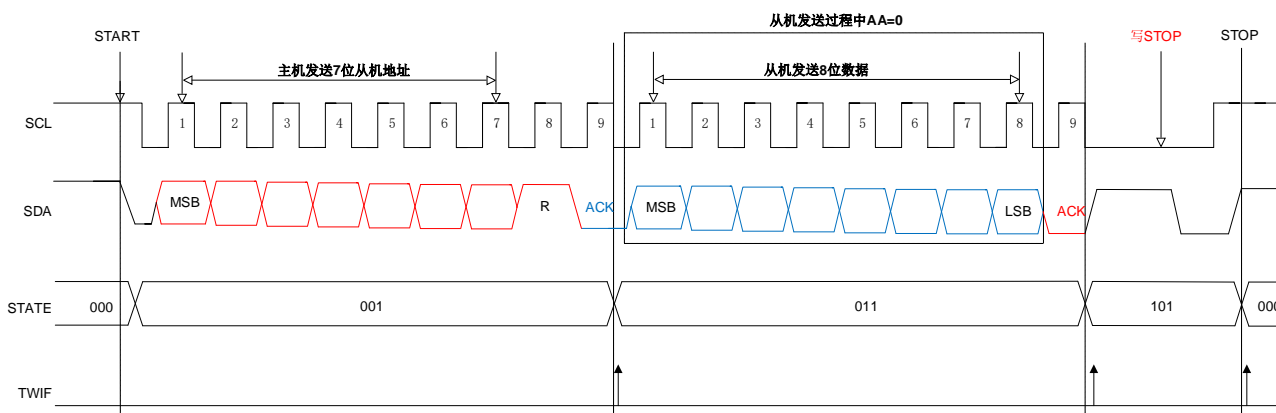 从机发送过程中AA=0
START
写STOP
STOP
主机发送7位从机地址
从机发送8位数据
SCL
1 2 3 4 5 6 7 8 9 1 2 3 4 5 6 7 8 9
SDA
MSB R ACK MSB LSB ACK
STATE 000 001 011 101 000
TWIF